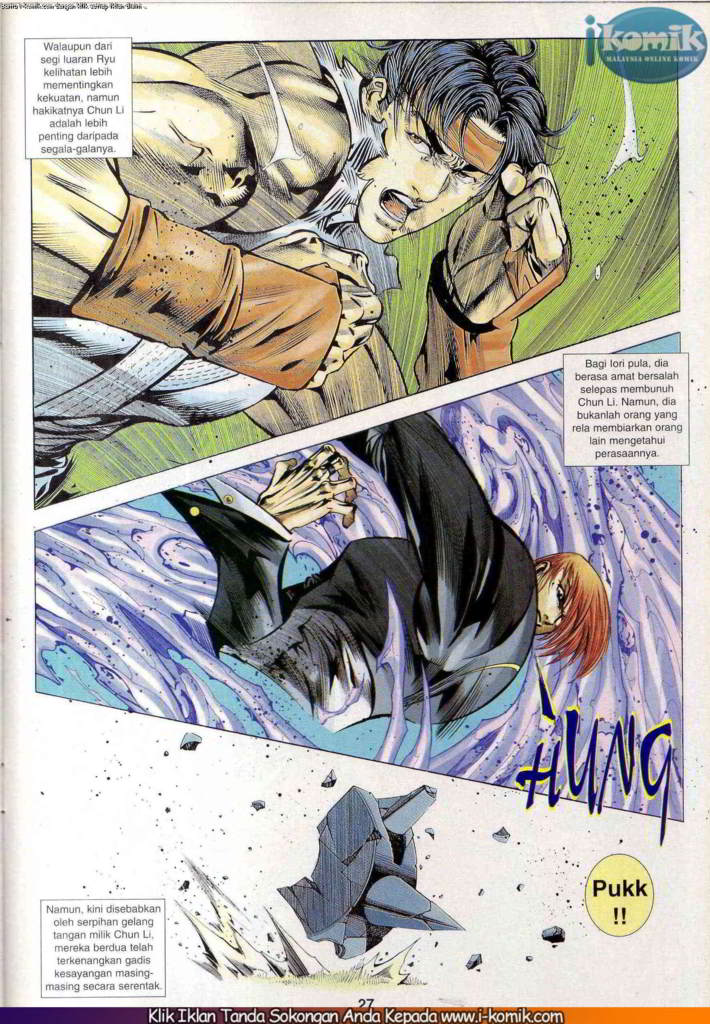 ikomik
MALAYSIA ONLINE KOMIK
Walaupun dari
segi luaran Ryu
kelihatan lebih
mementingkan
kekuatan, namun
hakikatnya Chun Li
adalah lebih
penting daripada
segala-galanya.
Bagi Iori pula, dia
berasa amat bersalah
selepas membunuh
Chun Li. Namun, dia
bukanlah orang yang
rela membiarkan orang
lain mengetahui
perasaannya.
HUNG
Pukk
!!
Namun, kini disebabkan
oleh serpihan gelang
tangan milik Chun Li,
mereka berdua telah
terkenangkan gadis
kesayangan masing-
masing secara serentak.
27
Klik Iklan Tanda Sokongan Anda Kepada www.i-komik.com